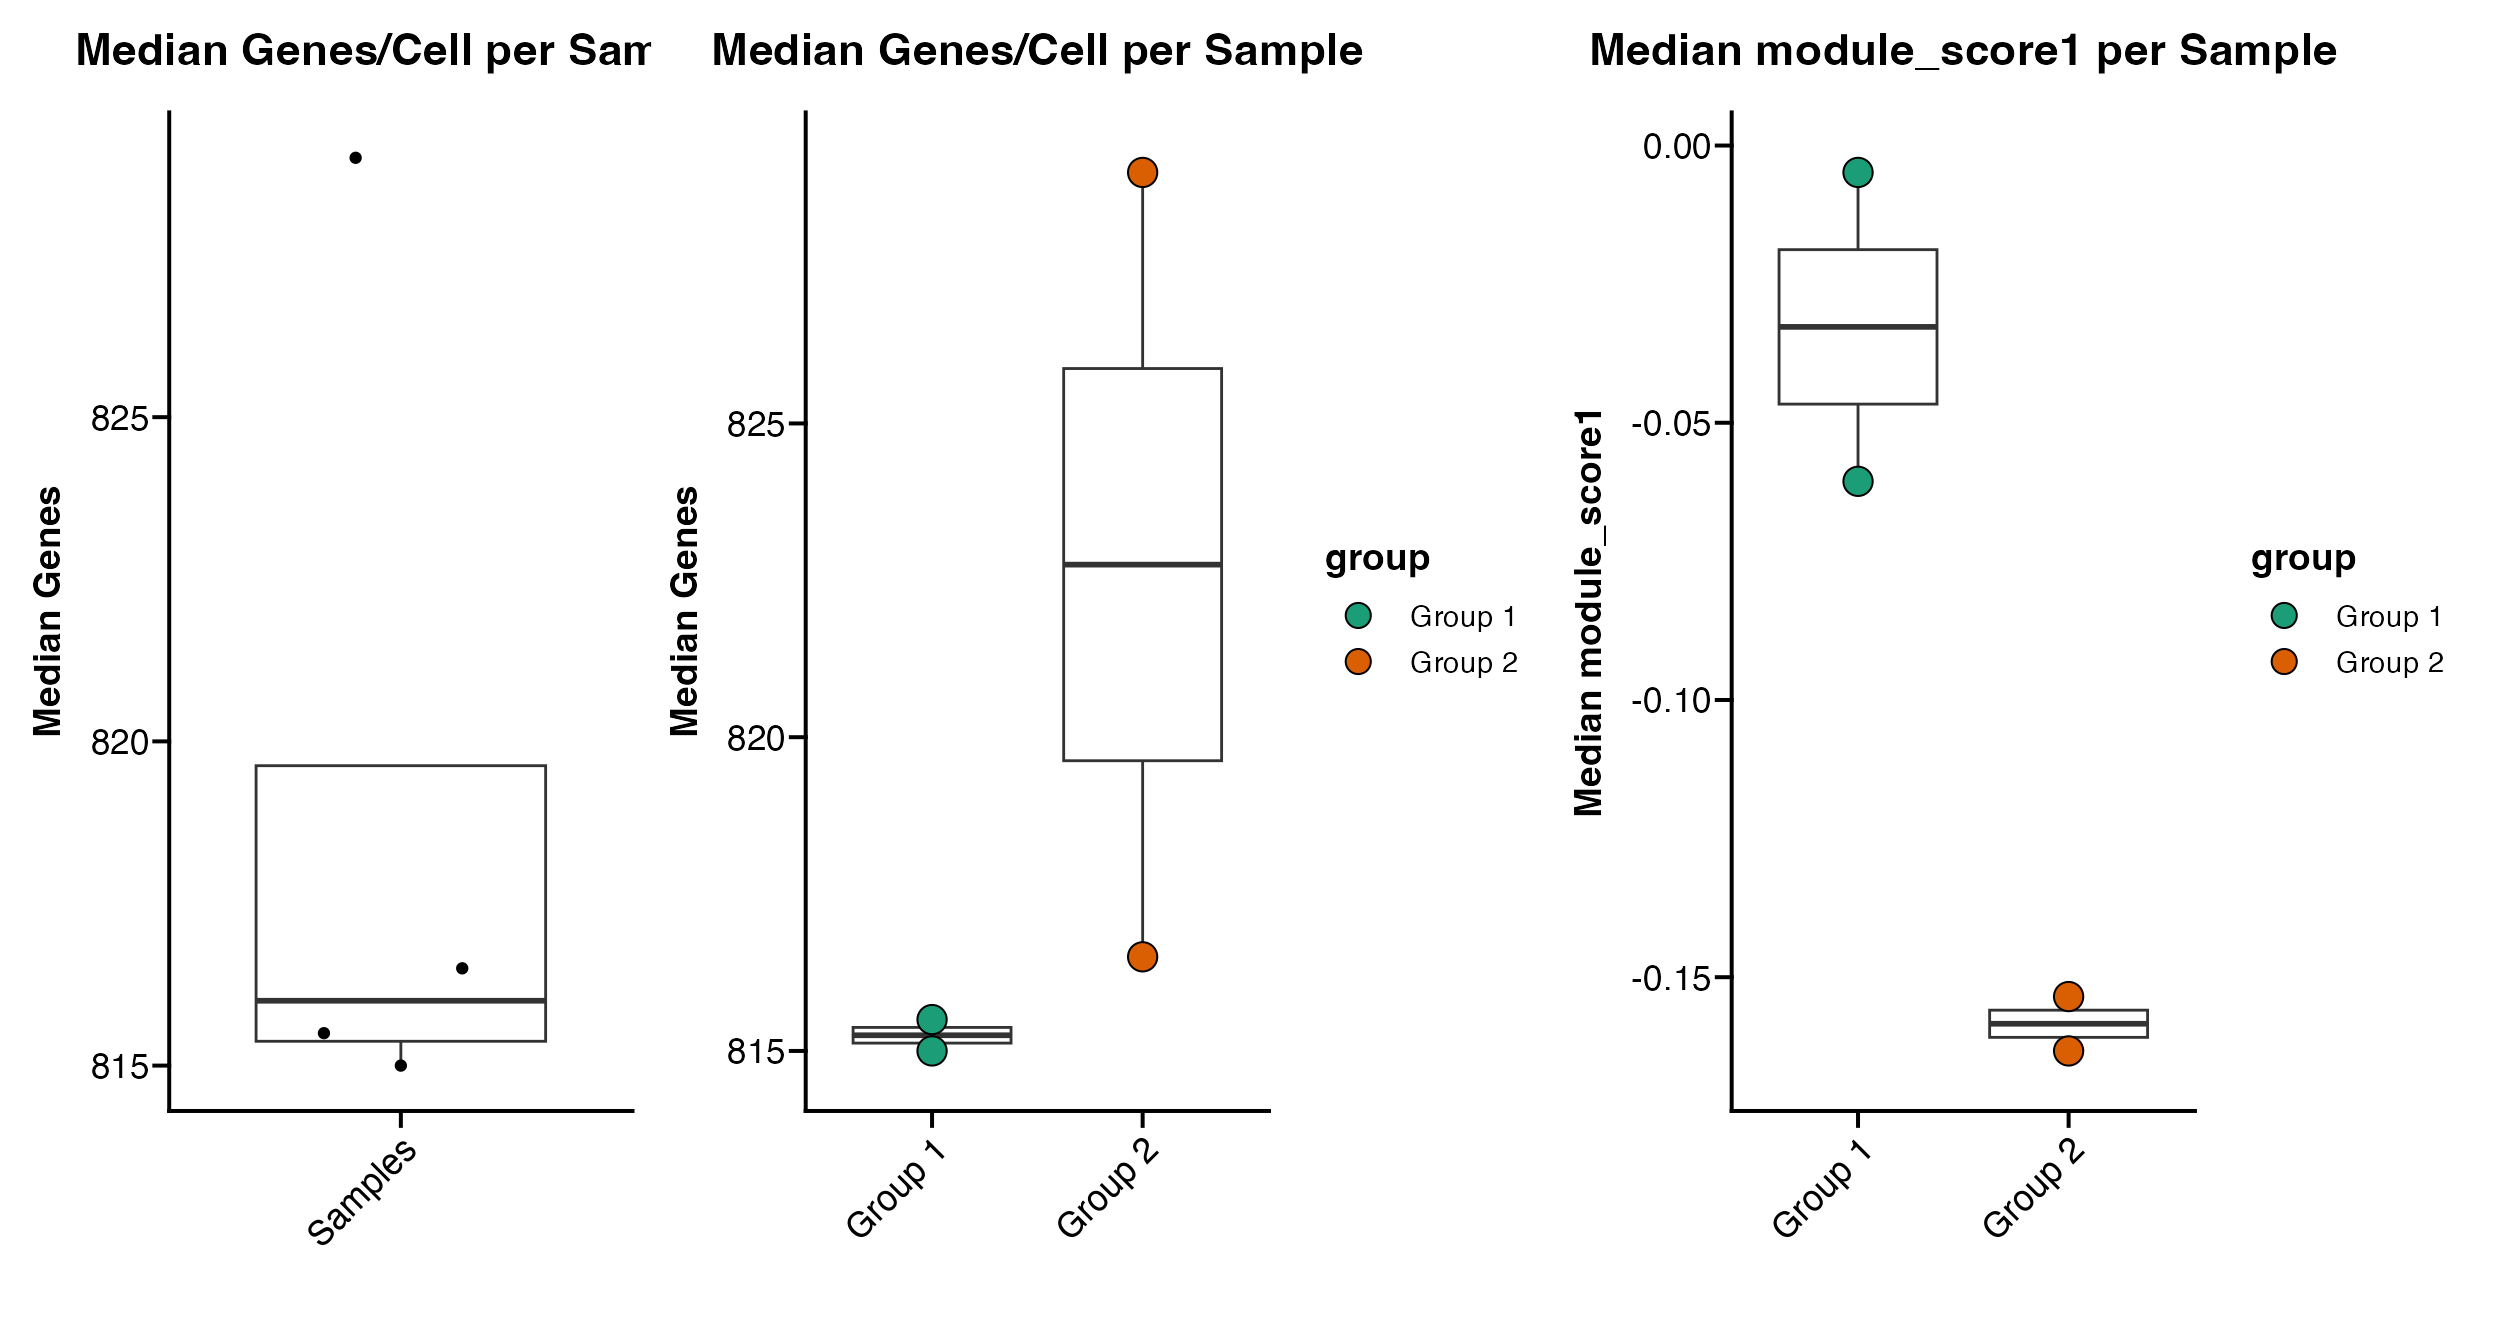 Median Genes/Cell per Sam
Median Genes
825
820
815
Samples
Median Genes/Cell per Sample
Median Genes
825
820
815
Group 1
Group 2
group
Group 1
Group 2
Median module_score1 per Sample
Median module_score1
0.00
-0.05
-0.10
-0.15
Group 1
Group 2
group
Group 1
Group 2